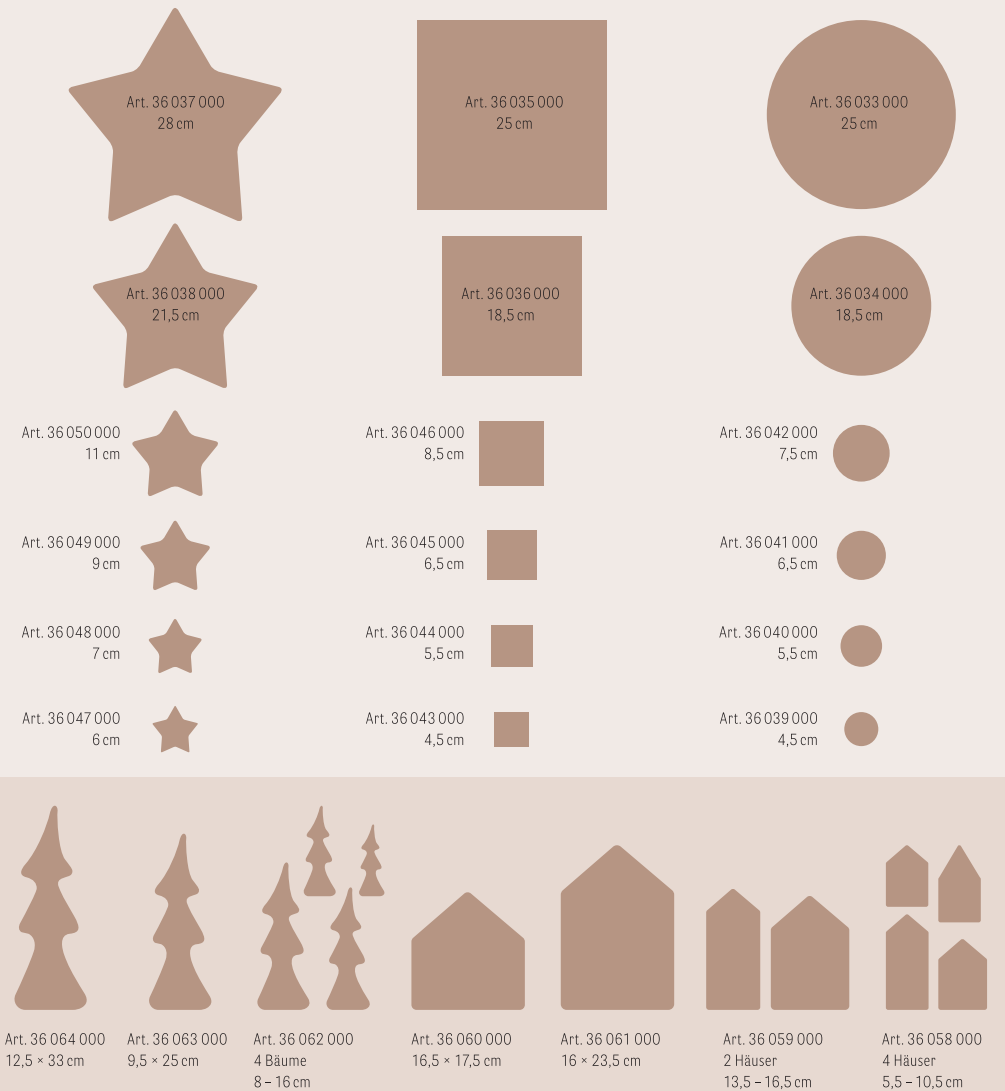 Art. 36 037 000
28 cm
Art. 36 035 000
25 cm
Art. 36 033 000
25 cm
Art. 36 038 000
21,5 cm
Art. 36 036 000
18,5 cm
Art. 36 034 000
18,5 cm
Art. 36 050 000
11 cm
Art. 36 046 000
8,5 cm
Art. 36 042 000
7,5 cm
Art. 36 049 000
9 cm
Art. 36 045 000
6,5 cm
Art. 36 041 000
6,5 cm
Art. 36 048 000
7 cm
Art. 36 044 000
5,5 cm
Art. 36 040 000
5,5 cm
Art. 36 047 000
6 cm
Art. 36 043 000
4,5 cm
Art. 36 039 000
4,5 cm
Art. 36 064 000
12,5 × 33 cm
Art. 36 063 000
9,5 × 25 cm
Art. 36 062 000
4 Bäume
8 – 16 cm
Art. 36 060 000
16,5 × 17,5 cm
Art. 36 061 000
16 × 23,5 cm
Art. 36 059 000
2 Häuser
13,5 – 16,5 cm
Art. 36 058 000
4 Häuser
5,5 – 10,5 cm